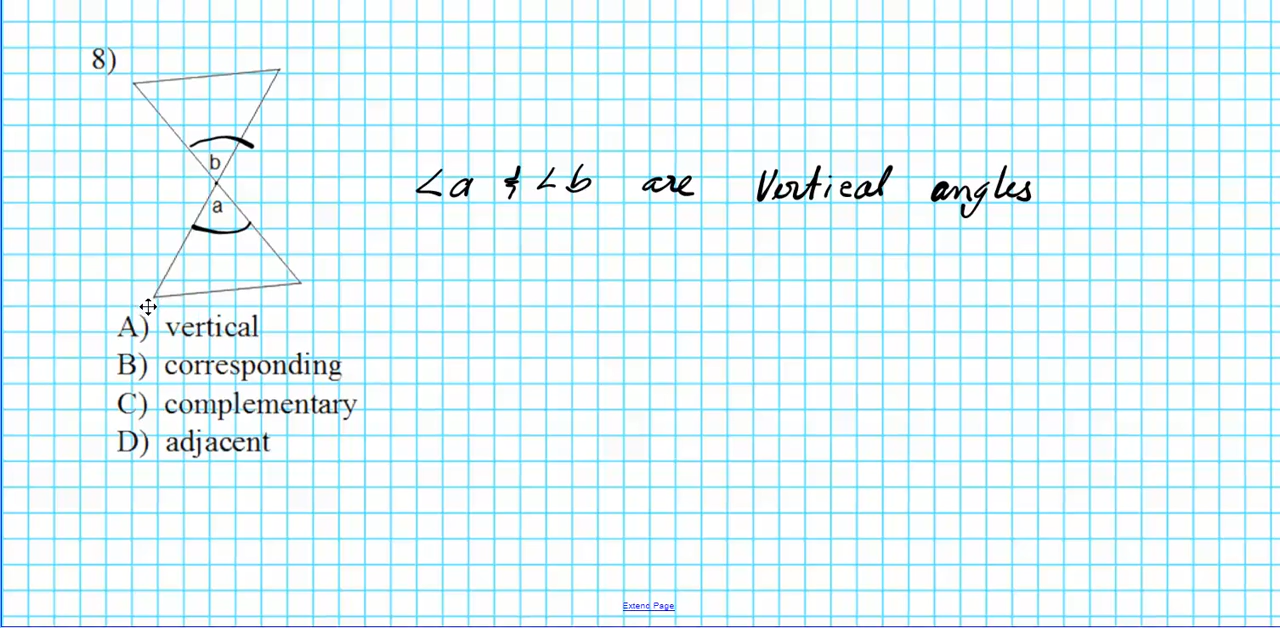 8)
b
∠a & ∠b are Vertical angles
a
A) vertical
B) corresponding
C) complementary
D) adjacent
Extend Page